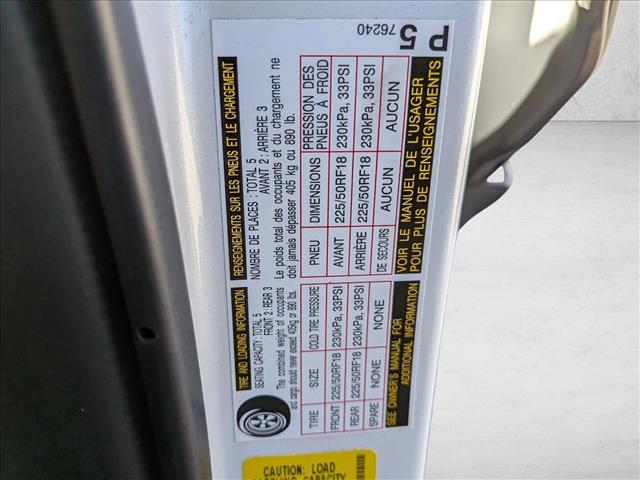 TIRE AND LOADING INFORMATION
SEATING CAPACITY: TOTAL 5
FRONT 2: REAR 3
The combined weight of occupants
and cargo should never exceed 405kg or 890 lbs.
TIRE SIZE COLD TIRE PRESSURE
FRONT 225/50RF18 230kPa, 33PSI
REAR 225/50RF18 230kPa, 33PSI
SPARE NONE NONE
SEE OWNER'S MANUAL FOR
ADDITIONAL INFORMATION
RENSEIGNEMENTS SUR LES PNEUS ET LE CHARGEMENT
NOMBRE DE PLACES : TOTAL 5
AVANT 2 : ARRIÈRE 3
Le poids total des occupants et du chargement ne
doit jamais dépasser 405 kg ou 890 lb.
PNEU DIMENSIONS PRESSION DES
PNEUS À FROID
AVANT 225/50RF18 230kPa, 33PSI
ARRIÈRE 225/50RF18 230kPa, 33PSI
DE SECOURS AUCUN AUCUN
VOIR LE MANUEL DE L'USAGER
POUR PLUS DE RENSEIGNEMENTS
76240
P 5
CAUTION: LOAD
CARRYING CAPACITY